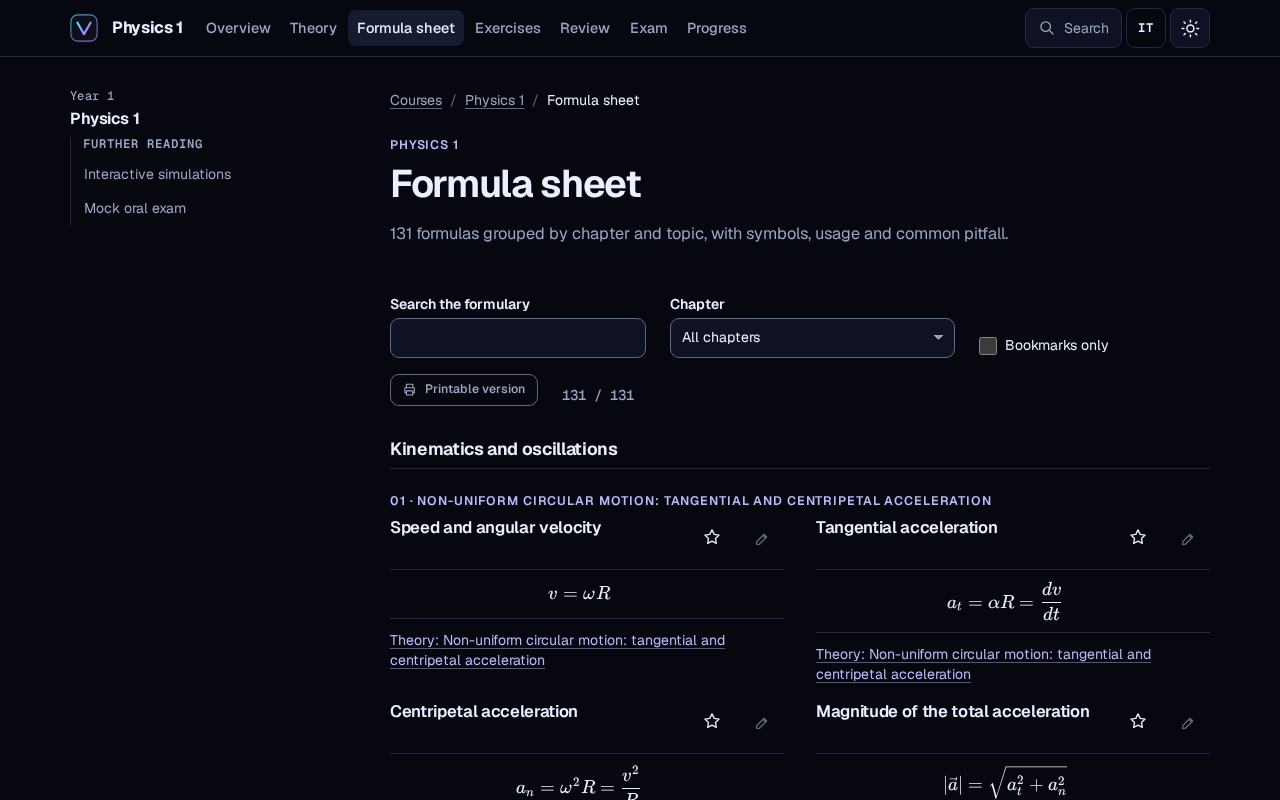 Physics 1 Overview Theory Formula sheet Exercises Review Exam Progress Search IT
Year 1
Physics 1
FURTHER READING
Interactive simulations
Mock oral exam
Courses / Physics 1 / Formula sheet
PHYSICS 1
Formula sheet
131 formulas grouped by chapter and topic, with symbols, usage and common pitfall.
Search the formulary
Chapter
All chapters
Bookmarks only
Printable version
131 / 131
Kinematics and oscillations
01 · NON-UNIFORM CIRCULAR MOTION: TANGENTIAL AND CENTRIPETAL ACCELERATION
Speed and angular velocity
v = ωR
Theory: Non-uniform circular motion: tangential and
centripetal acceleration
Tangential acceleration
a_t = αR = dv/dt
Theory: Non-uniform circular motion: tangential and
centripetal acceleration
Centripetal acceleration
a_n = ω²R = v²/R
Magnitude of the total acceleration
|a⃗| = √(a_t² + a_n²)